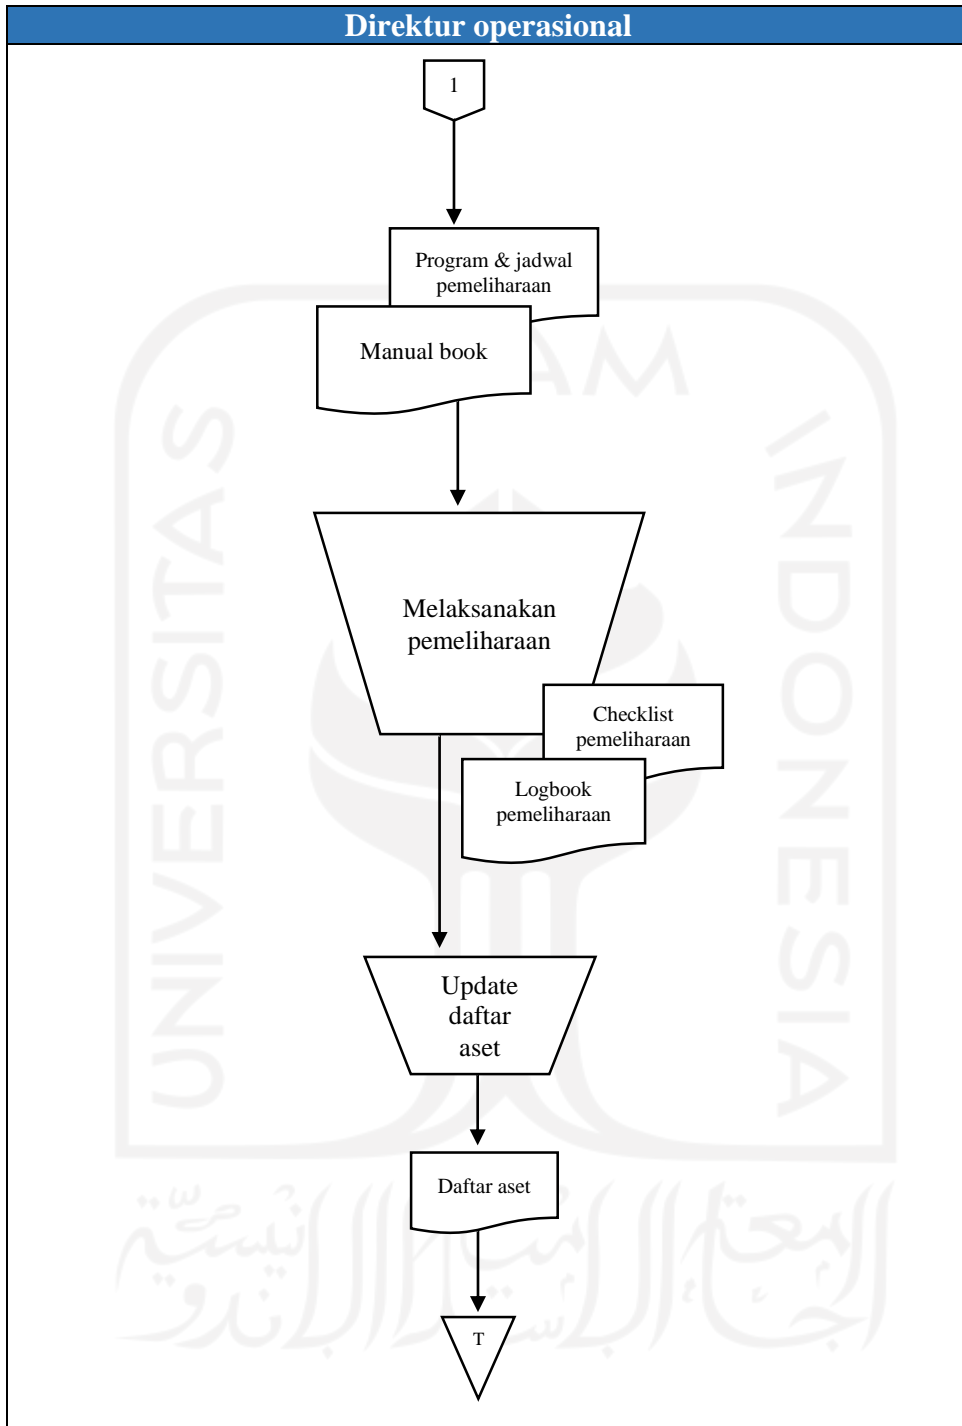 Direktur operasional
1
Program & jadwal
pemeliharaan
Manual book
Melaksanakan
pemeliharaan
Checklist
pemeliharaan
Logbook
pemeliharaan
Update
daftar
aset
Daftar aset
T
UNIVERSITAS
AM
INDONESIA